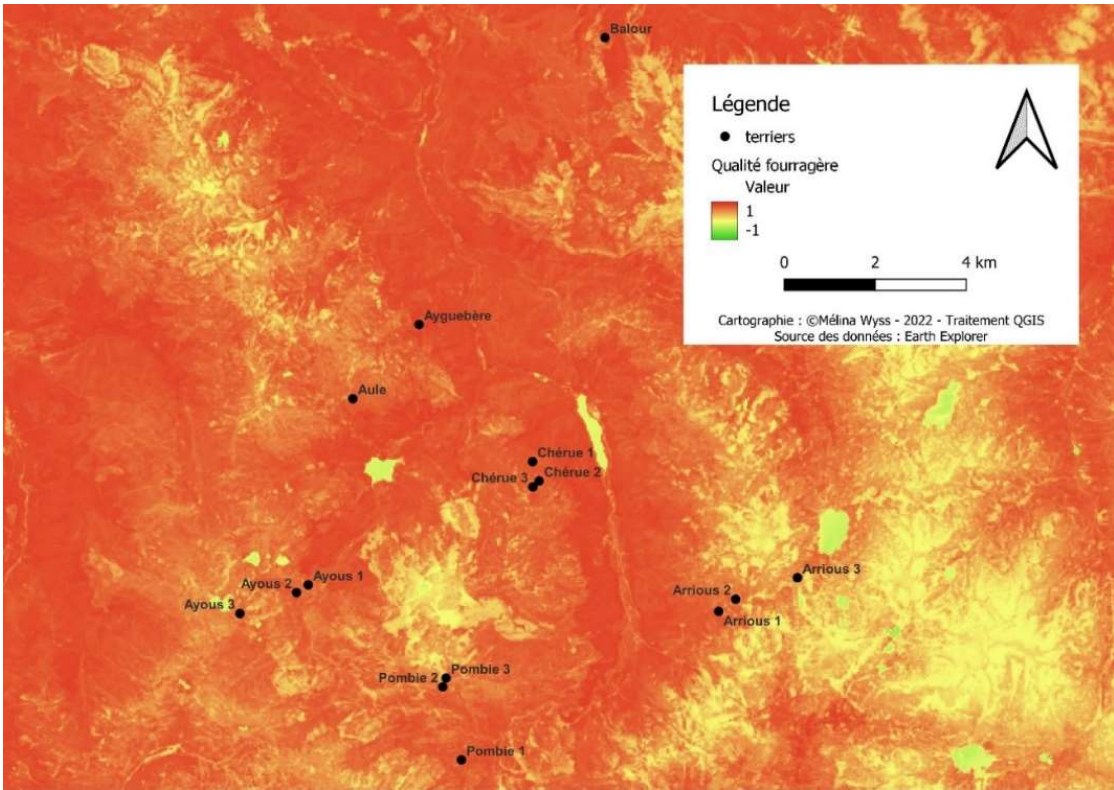 Balour
Légende
terriers
Qualité fourragère
Valeur
1
-1
0 2 4 km
Cartographie : ©Mélina Wyss - 2022 - Traitement QGIS
Source des données : Earth Explorer
Ayguebère
Aule
Chérue 1
Chérue 2
Chérue 3
Ayous 1
Ayous 2
Ayous 3
Arrious 3
Arrious 2
Arrious 1
Pombie 3
Pombie 2
Pombie 1